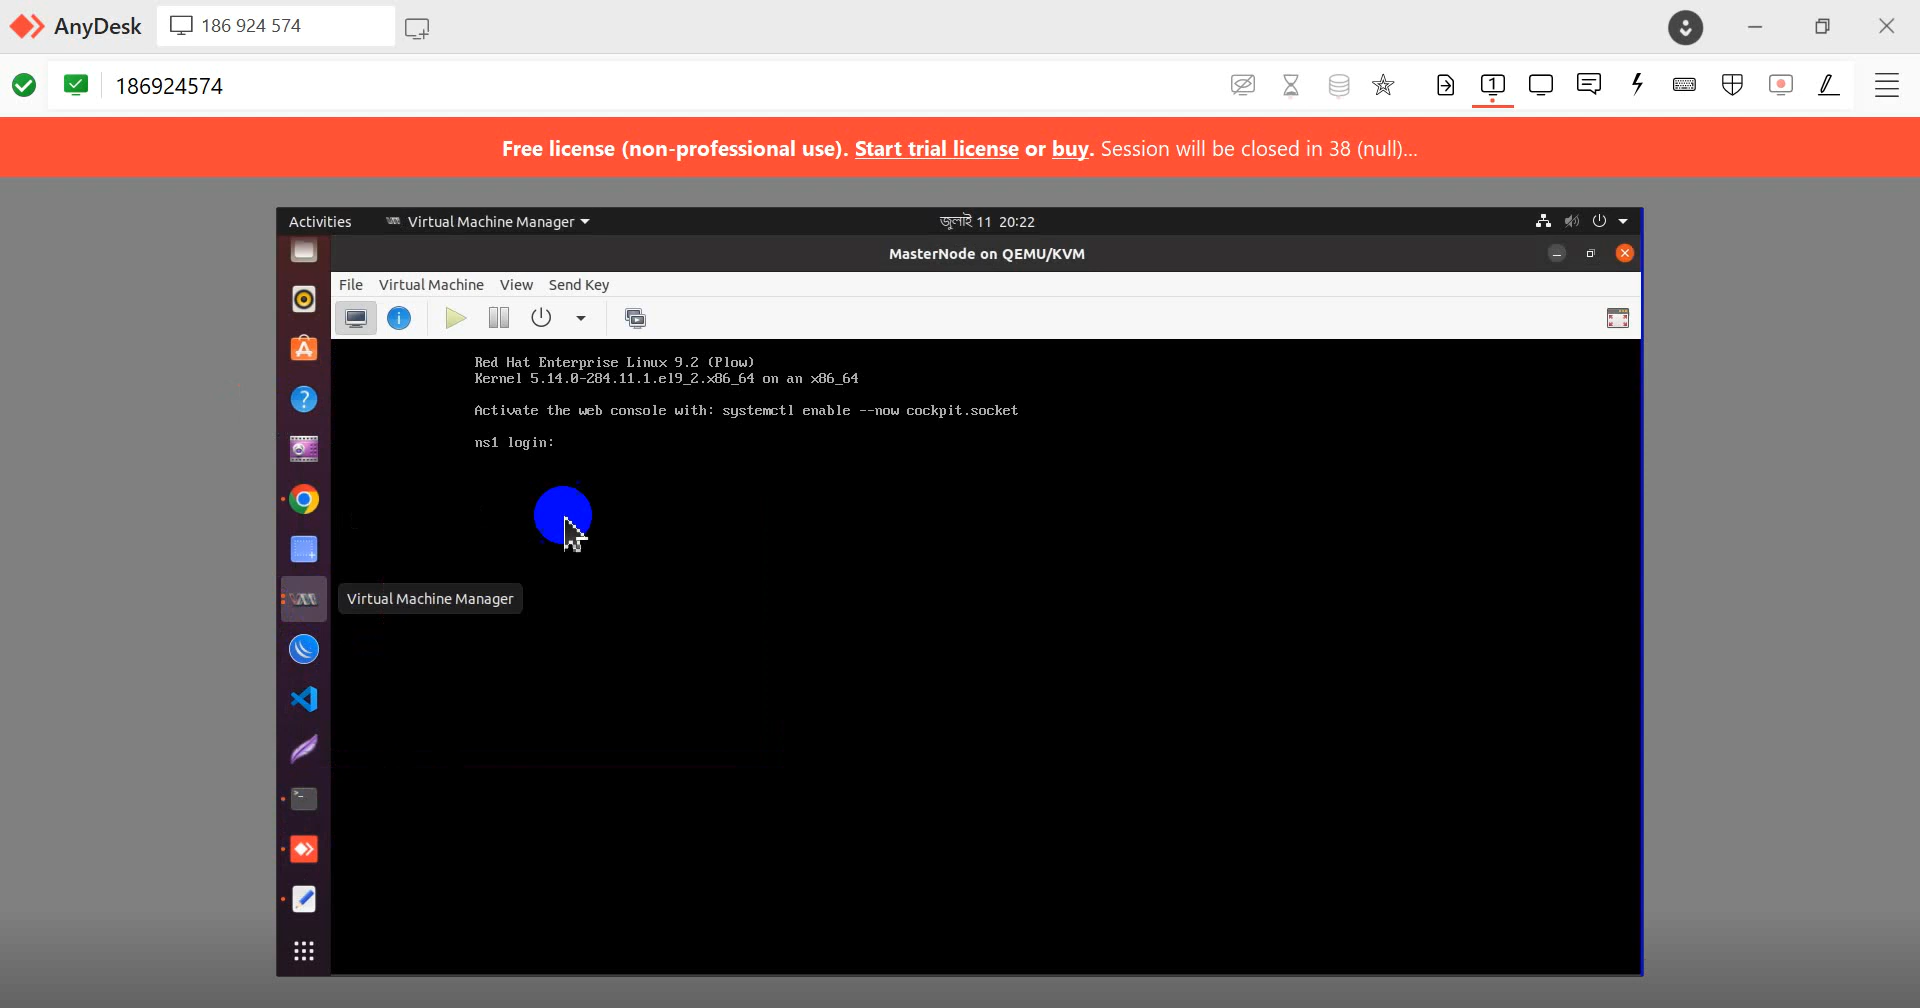 AnyDesk
186 924 574
186924574
1
Free license (non-professional use). Start trial license or buy. Session will be closed in 38 (null)...
Activities
Virtual Machine Manager
জুলাই 11 20:22
MasterNode on QEMU/KVM
File Virtual Machine View Send Key
Red Hat Enterprise Linux 9.2 (Plow)
Kernel 5.14.0-284.11.1.el9_2.x86_64 on an x86_64
Activate the web console with: systemctl enable --now cockpit.socket
ns1 login:
Virtual Machine Manager